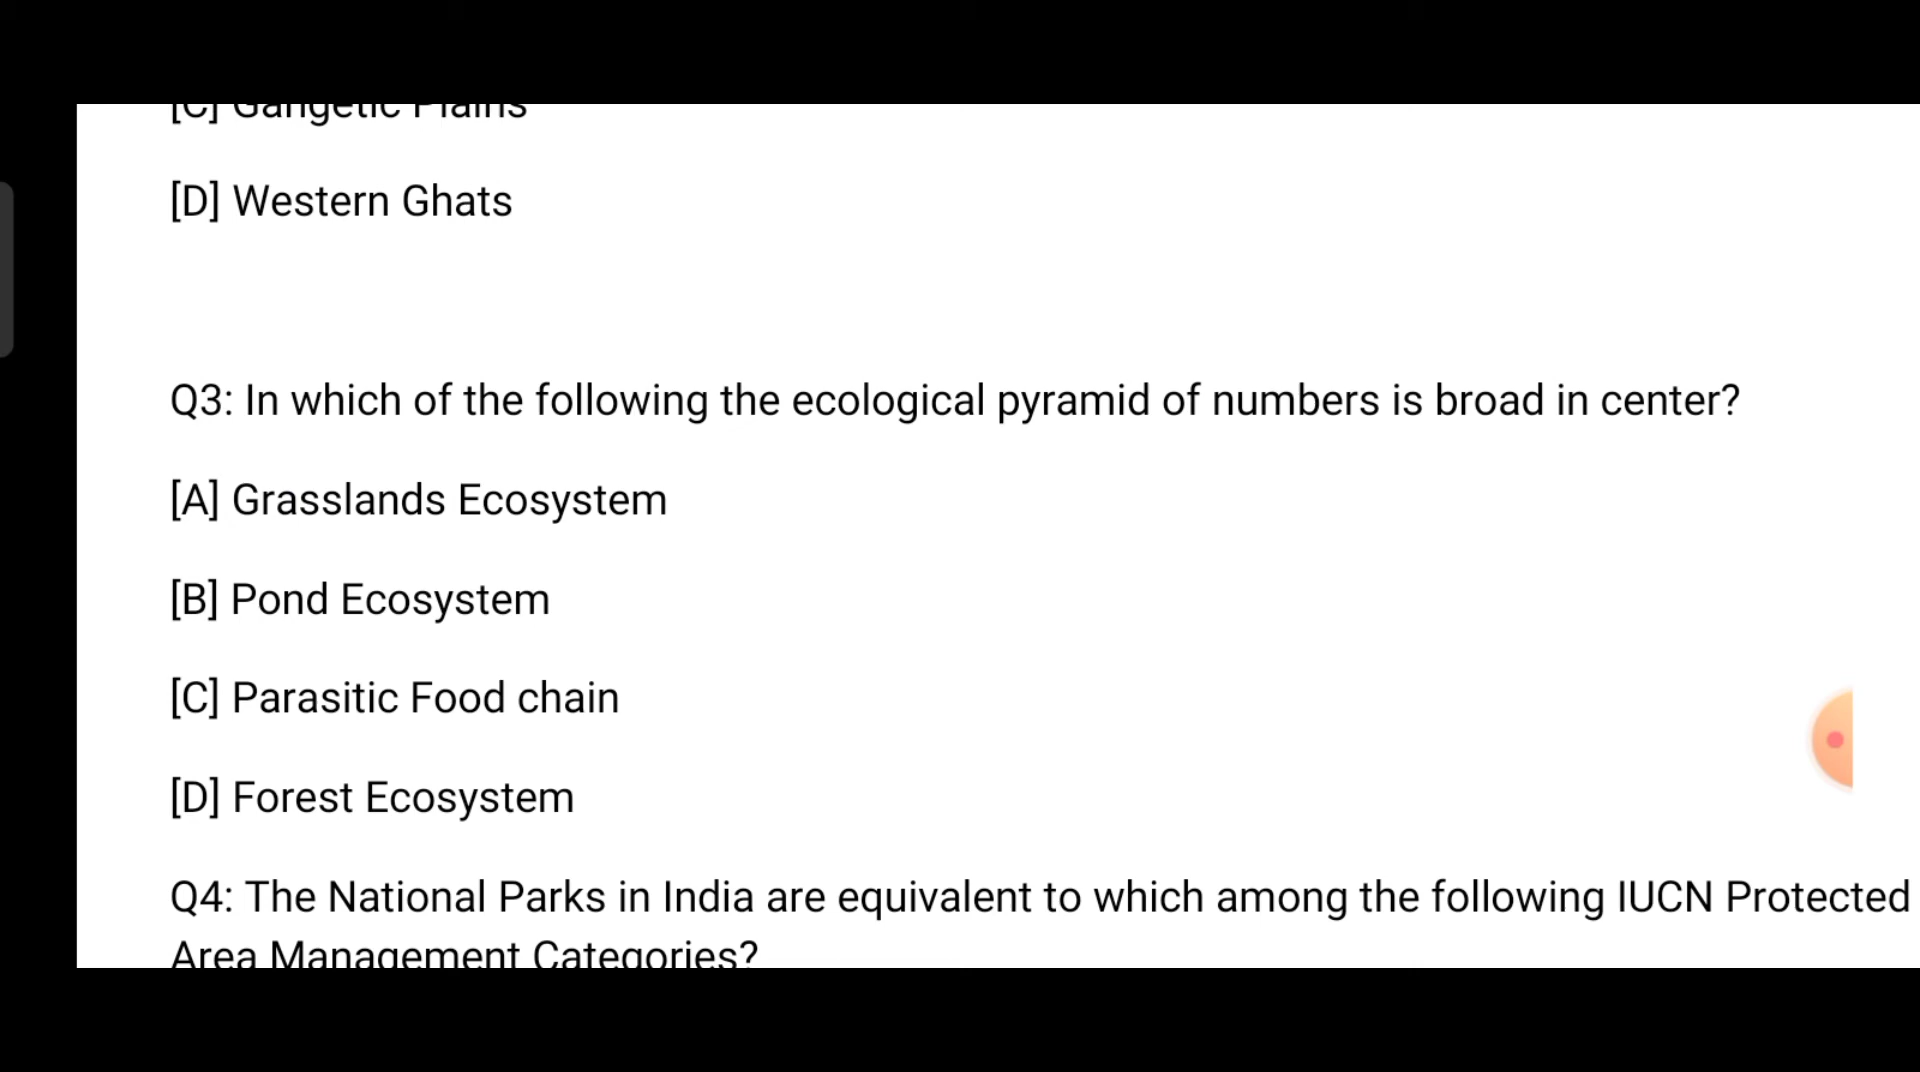 [C] Gangetic Plains
[D] Western Ghats
Q3: In which of the following the ecological pyramid of numbers is broad in center?
[A] Grasslands Ecosystem
[B] Pond Ecosystem
[C] Parasitic Food chain
[D] Forest Ecosystem
Q4: The National Parks in India are equivalent to which among the following IUCN Protected
Area Management Categories?